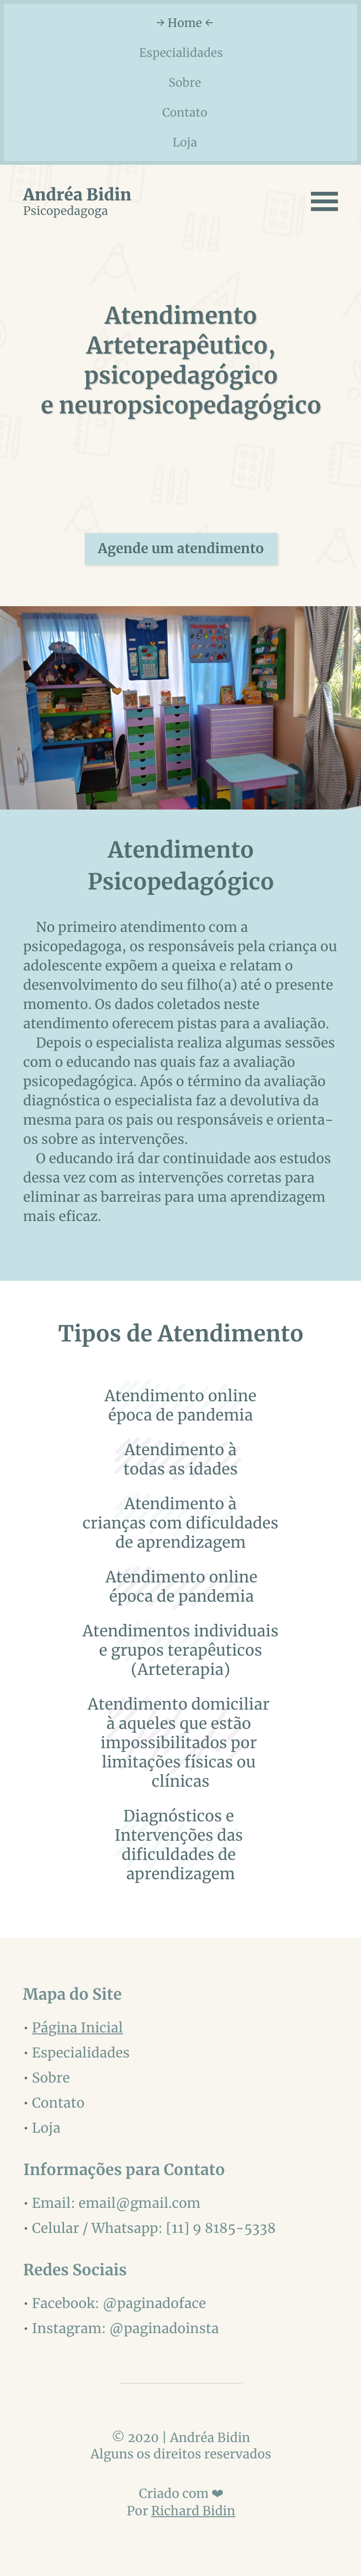 → Home ←
Especialidades
Sobre
Contato
Loja
Andréa Bidin
Psicopedagoga
Atendimento
Arteterapêutico,
psicopedagógico
e neuropsicopedagógico
Agende um atendimento
Atendimento
Psicopedagógico
No primeiro atendimento com a
psicopedagoga, os responsáveis pela criança ou
adolescente expõem a queixa e relatam o
desenvolvimento do seu filho(a) até o presente
momento. Os dados coletados neste
atendimento oferecem pistas para a avaliação.
Depois o especialista realiza algumas sessões
com o educando nas quais faz a avaliação
psicopedagógica. Após o término da avaliação
diagnóstica o especialista faz a devolutiva da
mesma para os pais ou responsáveis e orienta-
os sobre as intervenções.
O educando irá dar continuidade aos estudos
dessa vez com as intervenções corretas para
eliminar as barreiras para uma aprendizagem
mais eficaz.
Tipos de Atendimento
Atendimento online
época de pandemia
Atendimento à
todas as idades
Atendimento à
crianças com dificuldades
de aprendizagem
Atendimento online
época de pandemia
Atendimentos individuais
e grupos terapêuticos
(Arteterapia)
Atendimento domiciliar
à aqueles que estão
impossibilitados por
limitações físicas ou
clínicas
Diagnósticos e
Intervenções das
dificuldades de
aprendizagem
Mapa do Site
• Página Inicial
• Especialidades
• Sobre
• Contato
• Loja
Informações para Contato
• Email: email@gmail.com
• Celular / Whatsapp: [11] 9 8185-5338
Redes Sociais
• Facebook: @paginadoface
• Instagram: @paginadoinsta
© 2020 | Andréa Bidin
Alguns os direitos reservados
Criado com ❤
Por Richard Bidin